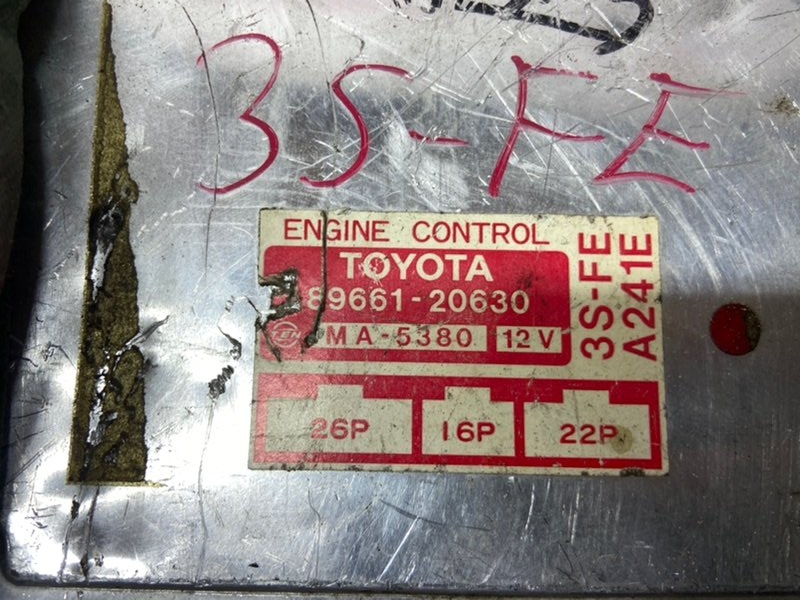 3S-FE
ENGINE CONTROL
TOYOTA
89661-20630
MA-5380 12V
3S-FE
A241E
26P 16P 22P